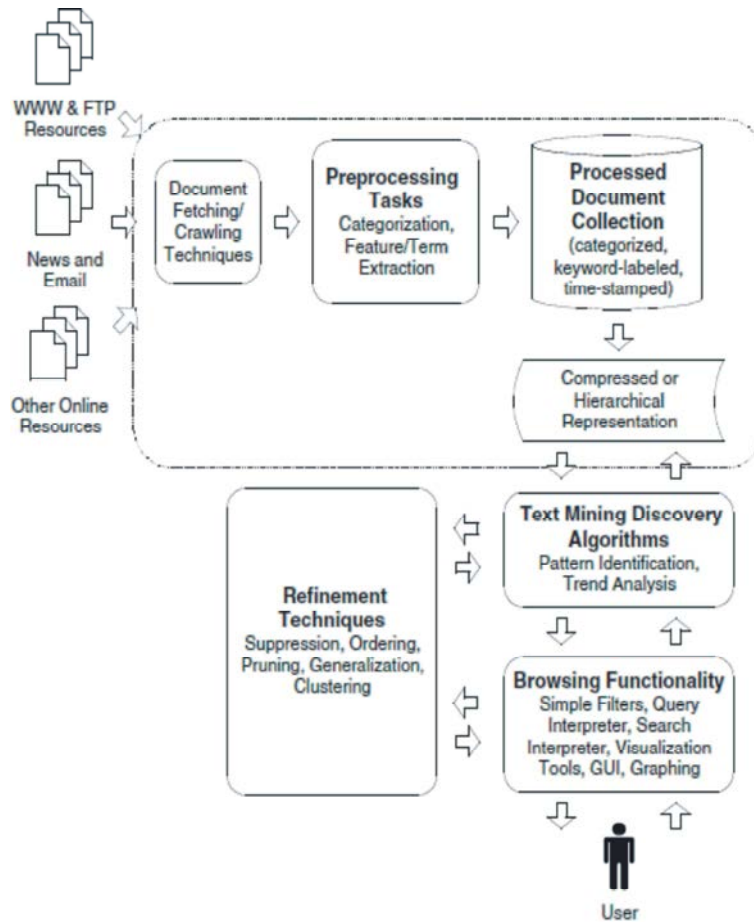 WWW & FTP
Resources
News and
Email
Other Online
Resources
Document
Fetching/
Crawling
Techniques
Preprocessing
Tasks
Categorization,
Feature/Term
Extraction
Processed
Document
Collection
(categorized,
keyword-labeled,
time-stamped)
Compressed or
Hierarchical
Representation
Text Mining Discovery
Algorithms
Pattern Identification,
Trend Analysis
Refinement
Techniques
Suppression, Ordering,
Pruning, Generalization,
Clustering
Browsing Functionality
Simple Filters, Query
Interpreter, Search
Interpreter, Visualization
Tools, GUI, Graphing
User